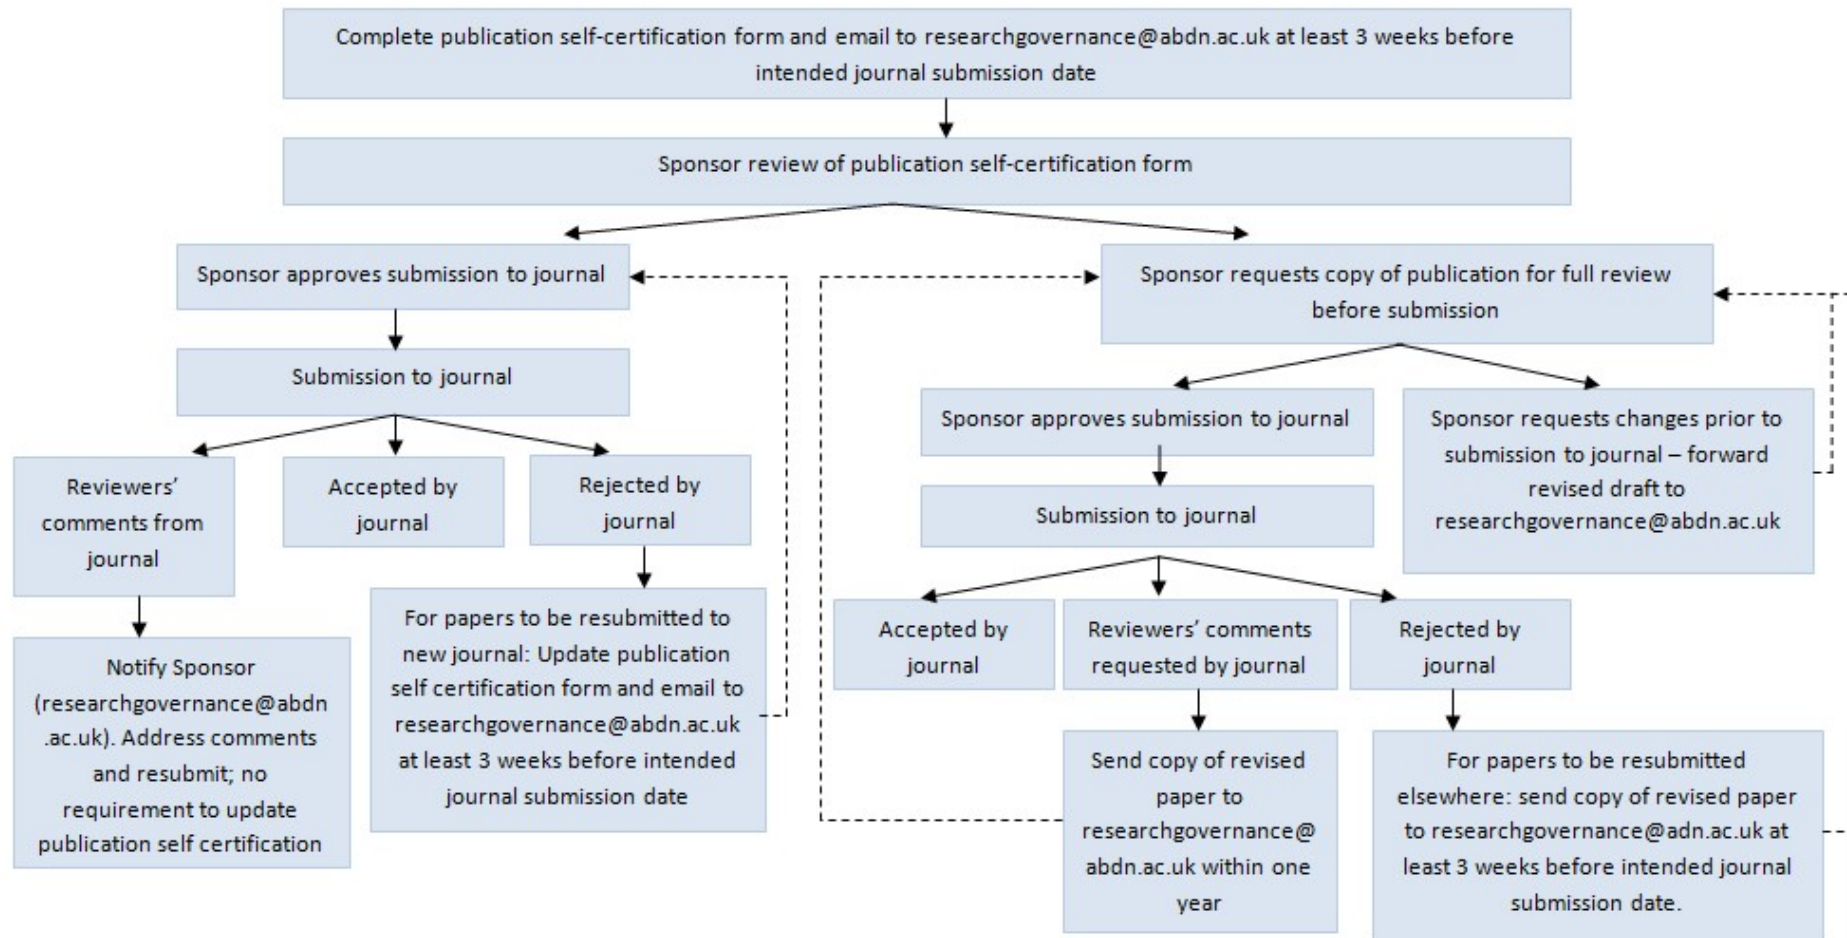 Complete publication self-certification form and email to researchgovernance@abdn.ac.uk at least 3 weeks before
intended journal submission date
Sponsor review of publication self-certification form
Sponsor approves submission to journal
Submission to journal
Reviewers'
comments from
journal
Accepted by
journal
Rejected by
journal
Notify Sponsor
(researchgovernance@abdn
.ac.uk). Address comments
and resubmit; no
requirement to update
publication self certification
For papers to be resubmitted to
new journal: Update publication
self certification form and email to
researchgovernance@abdn.ac.uk
at least 3 weeks before intended
journal submission date
Sponsor requests copy of publication for full review
before submission
Sponsor approves submission to journal
Sponsor requests changes prior to
submission to journal – forward
revised draft to
researchgovernance@abdn.ac.uk
Submission to journal
Accepted by
journal
Reviewers' comments
requested by journal
Rejected by
journal
Send copy of revised
paper to
researchgovernance@
abdn.ac.uk within one
year
For papers to be resubmitted
elsewhere: send copy of revised paper
to researchgovernance@adn.ac.uk at
least 3 weeks before intended journal
submission date.